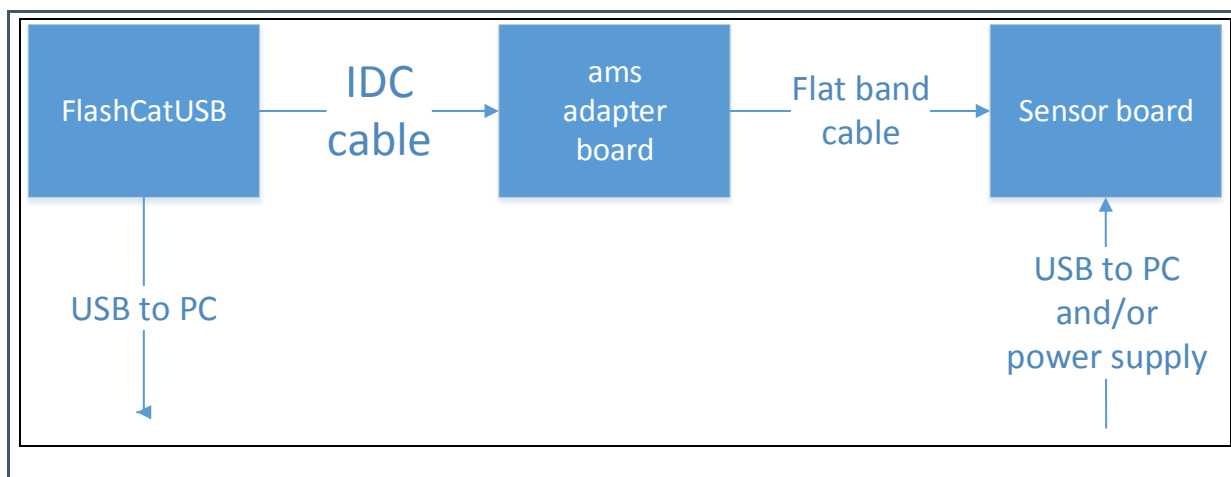 FlashCatUSB
IDC
cable
ams
adapter
board
Flat band
cable
Sensor board
USB to PC
USB to PC
and/or
power supply